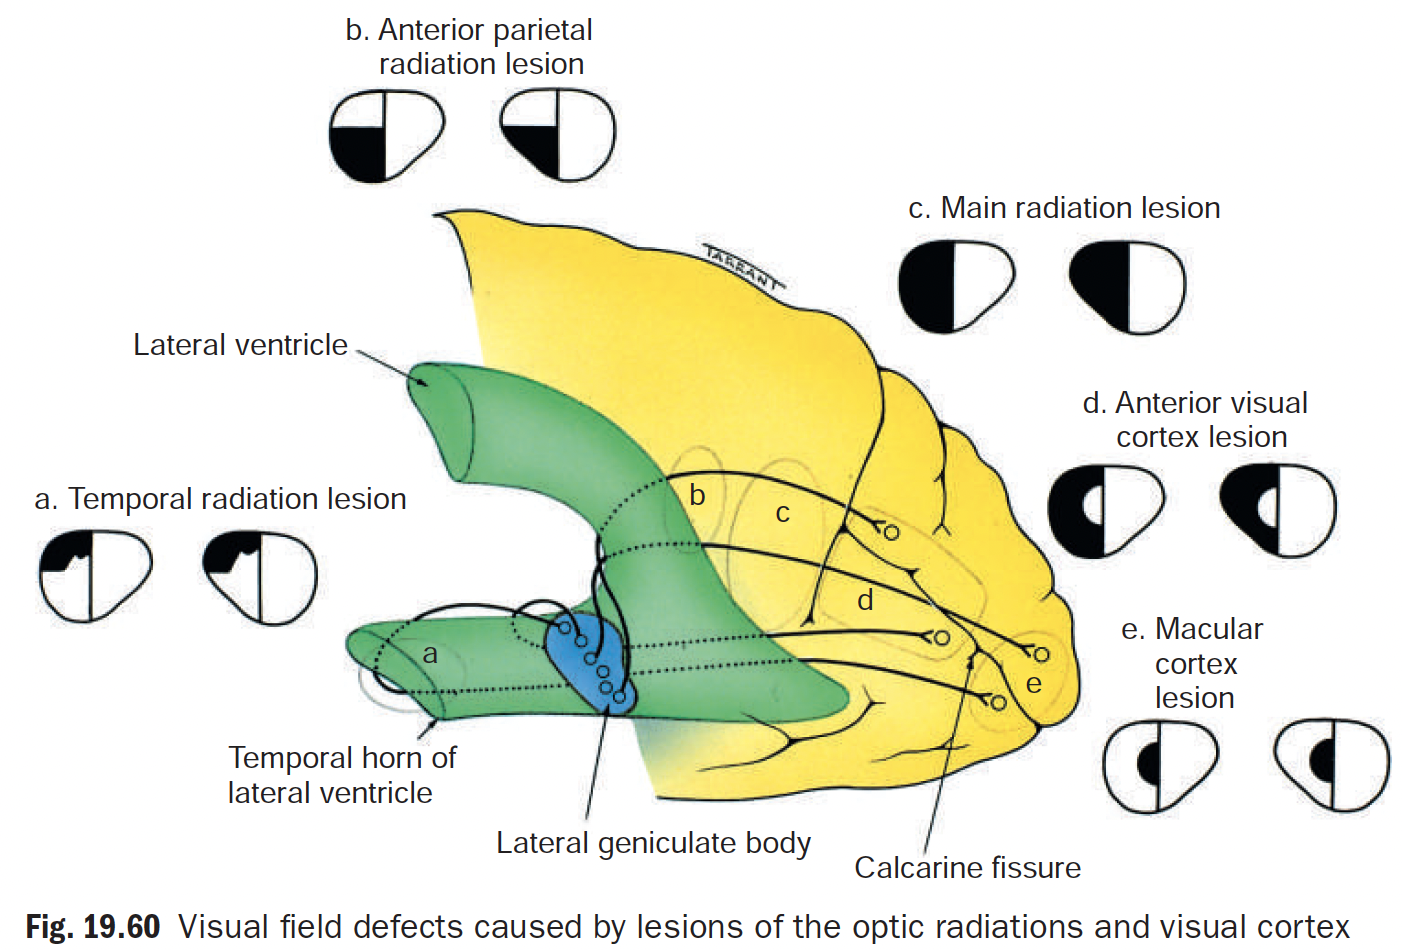 b. Anterior parietal
radiation lesion
c. Main radiation lesion
TARRANT
Lateral ventricle
d. Anterior visual
cortex lesion
a. Temporal radiation lesion
b
c
d
a
e
e. Macular
cortex
lesion
Temporal horn of
lateral ventricle
Lateral geniculate body
Calcarine fissure
Fig. 19.60 Visual field defects caused by lesions of the optic radiations and visual cortex